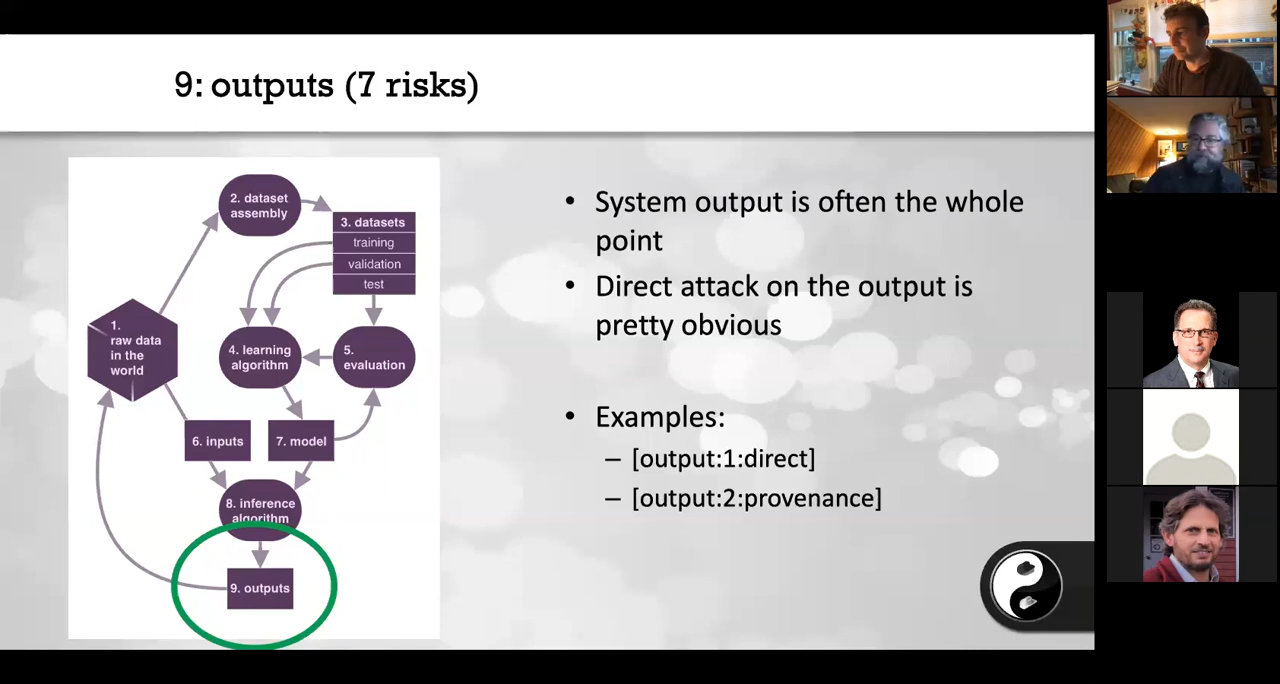 9: outputs (7 risks)
2. dataset
assembly
3. datasets
training
validation
test
1.
raw data
in the
world
4. learning
algorithm
5.
evaluation
6. inputs
7. model
8. inference
algorithm
9. outputs
• System output is often the whole
point
• Direct attack on the output is
pretty obvious
• Examples:
– [output:1:direct]
– [output:2:provenance]